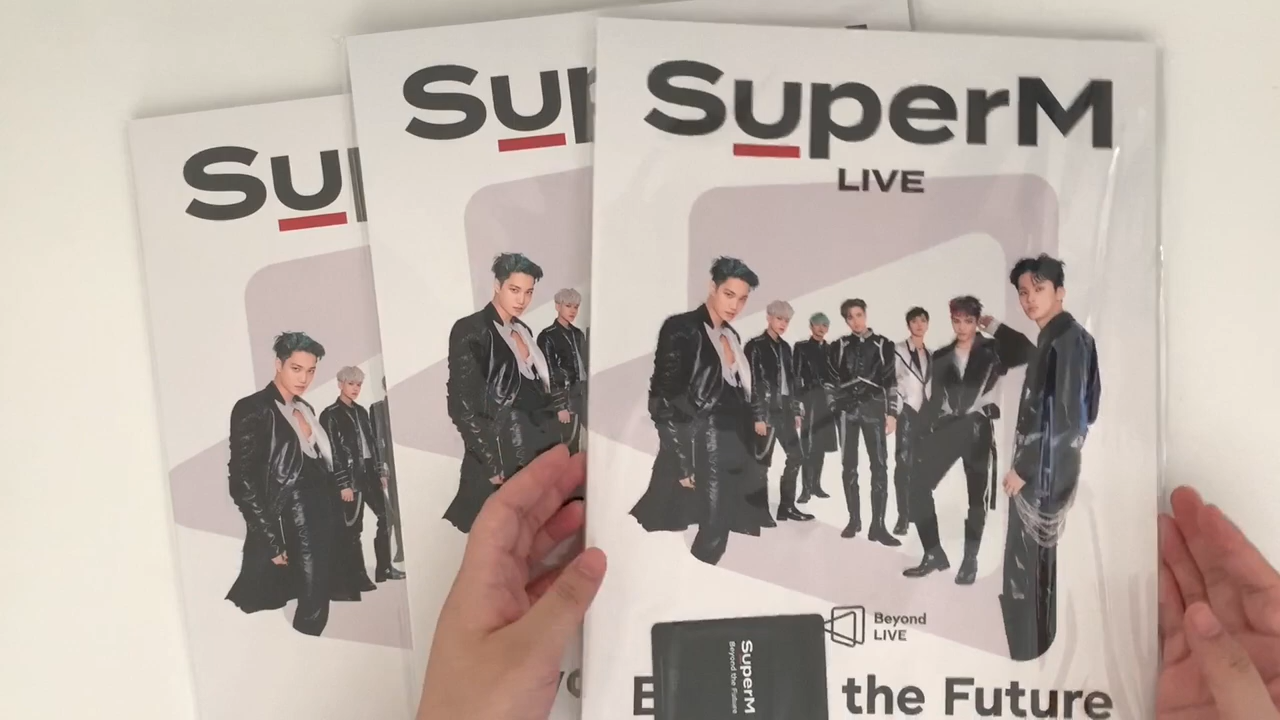 SuperM
LIVE
Beyond
LIVE
SuperM
Beyond the Future
the Future
Su
Su